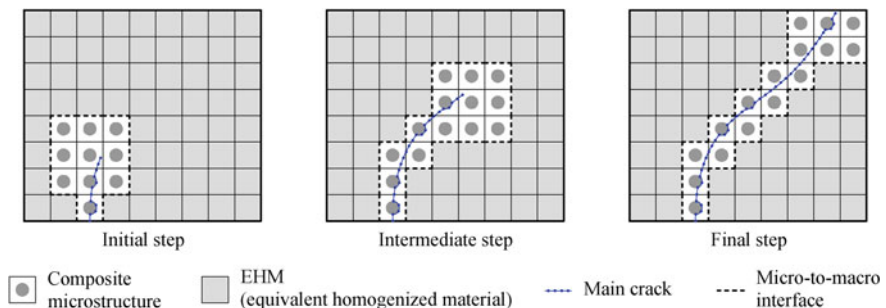 Initial step
Intermediate step
Final step
Composite
microstructure
EHM
(equivalent homogenized material)
Main crack
Micro-to-macro
interface